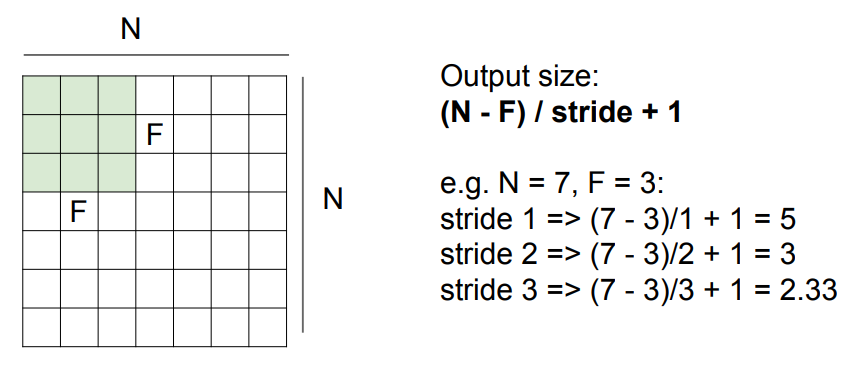 N
F
F
N
Output size:
(N - F) / stride + 1
e.g. N = 7, F = 3:
stride 1 => (7 - 3)/1 + 1 = 5
stride 2 => (7 - 3)/2 + 1 = 3
stride 3 => (7 - 3)/3 + 1 = 2.33